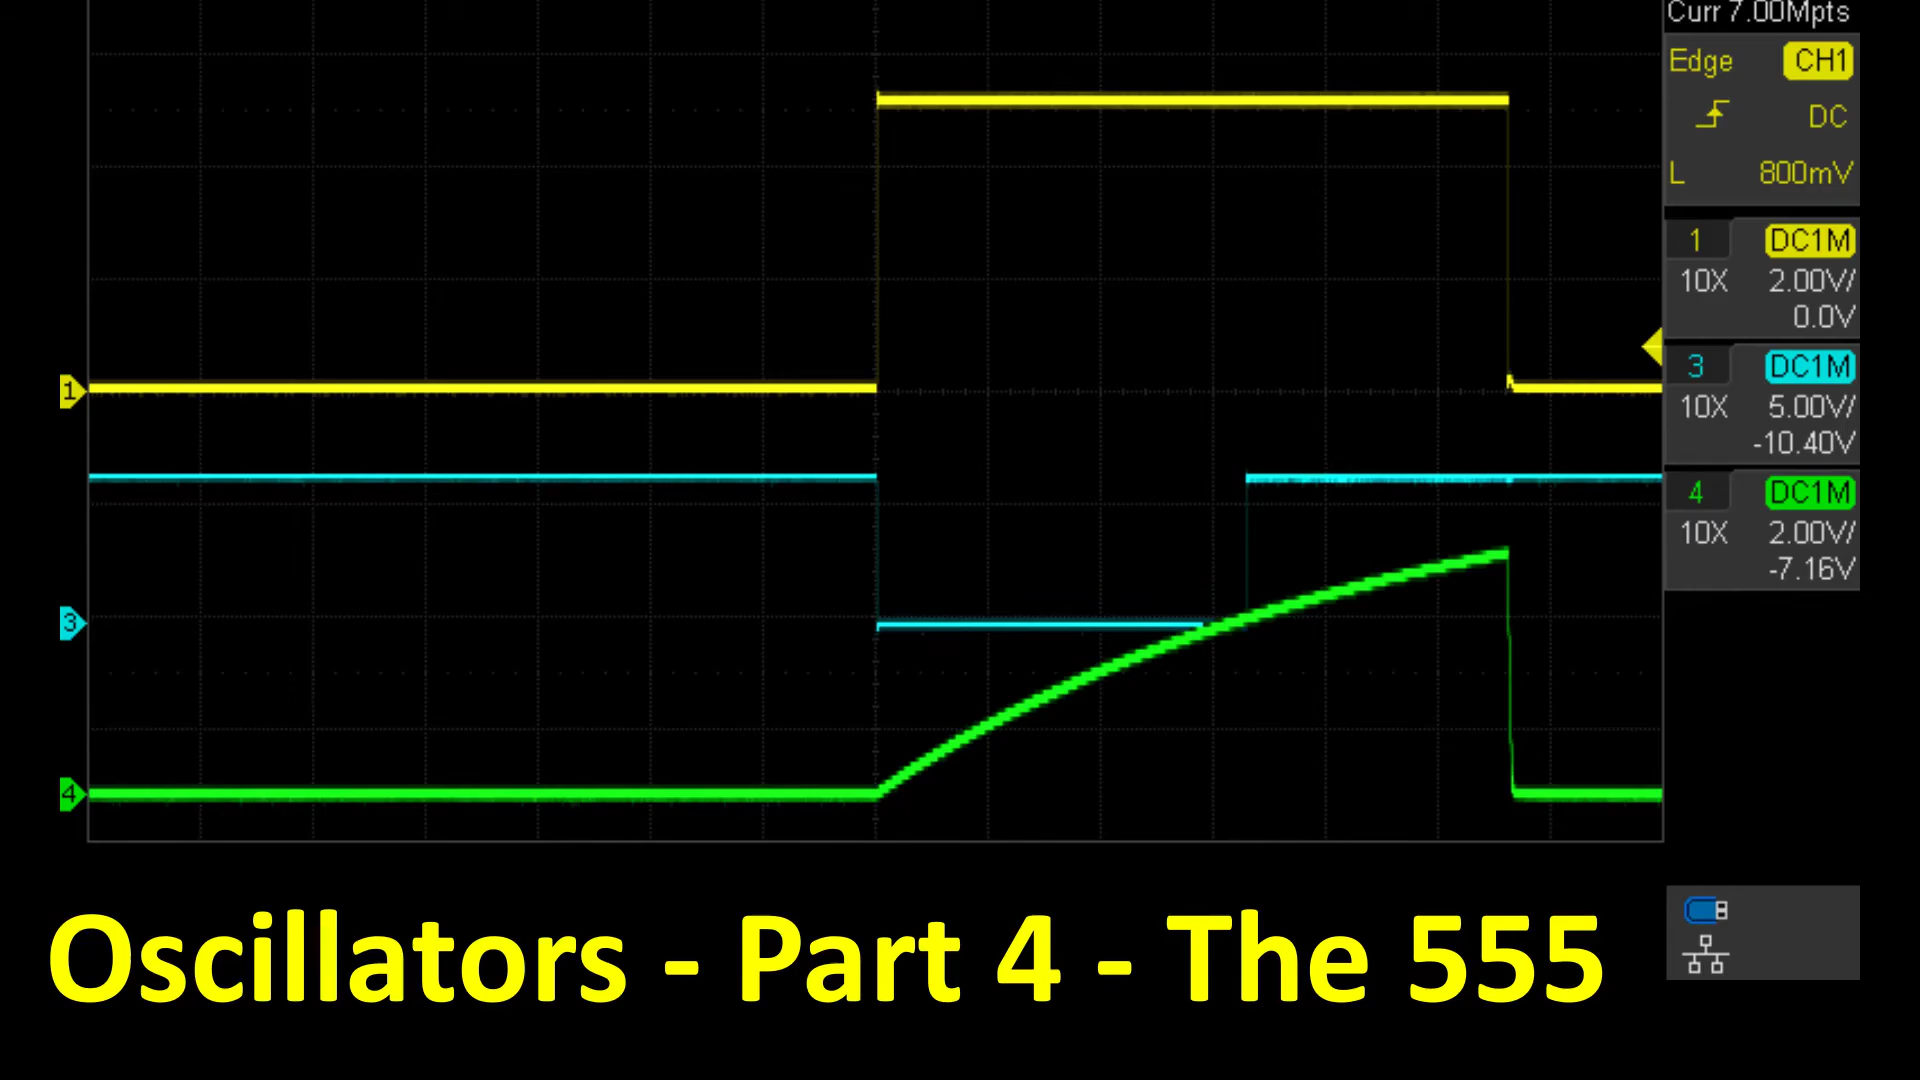 Curr 7.00Mpts
Edge CH1
DC
L 800mV
1 DC1M
10X 2.00V/
0.0V
1
3 DC1M
10X 5.00V/
-10.40V
4 DC1M
10X 2.00V/
-7.16V
3
4
Oscillators - Part 4 - The 555